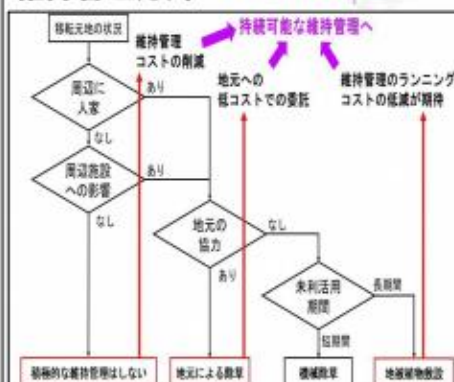 移転元地の状況
維持管理
コストの削減
持続可能な維持管理へ
地元への
低コストでの委託
維持管理のランニング
コストの低減が期待
周辺に
人家
あり
なし
周辺施設
への影響
あり
なし
地元の
協力
なし
あり
未利活用
期間
長期間
短期間
積極的な維持管理はしない
地元による除草
機械除草
地被植物敷設